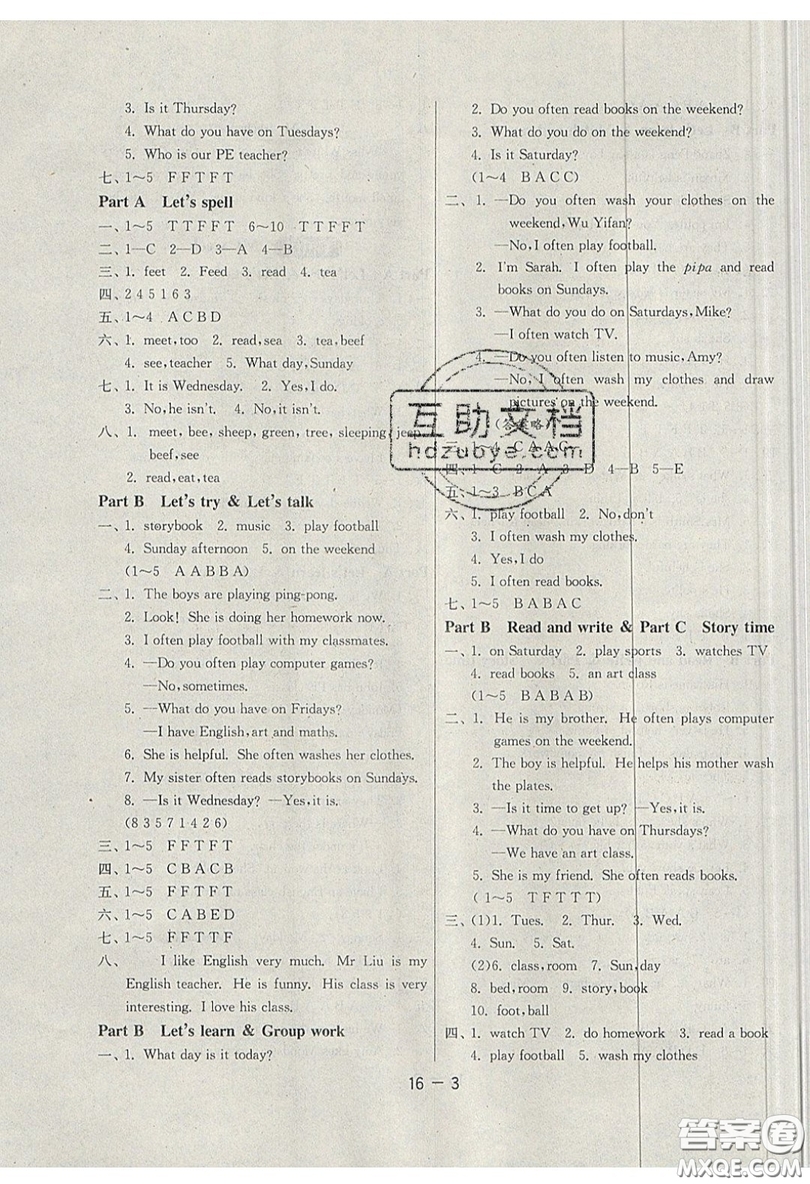 3. Is it Thursday?
4. What do you have on Tuesdays?
5. Who is our PE teacher?
七、1～5 F F T F T
Part A Let's spell
一、1～5 T T F F T 6～10 T T F F T
二、1—C 2—D 3—A 4—B
三、1. feet 2. Feed 3. read 4. tea
四、2 4 5 1 6 3
五、1～4 A C B D
六、1. meet, too 2. read, sea 3. tea, beef
4. see, teacher 5. What day, Sunday
七、1. It is Wednesday. 2. Yes, I do.
3. No, he isn't. 4. No, it isn't.
八、1. meet, bee, sheep, green, tree, sleeping, jeep,
beef, see
2. read, eat, tea
Part B Let's try & Let's talk
一、1. storybook 2. music 3. play football
4. Sunday afternoon 5. on the weekend
(1～5 A A B B A)
二、1. The boys are playing ping-pong.
2. Look! She is doing her homework now.
3. I often play football with my classmates.
4. —Do you often play computer games?
—No, sometimes.
5. —What do you have on Fridays?
—I have English, art and maths.
6. She is helpful. She often washes her clothes.
7. My sister often reads storybooks on Sundays.
8. —Is it Wednesday? —Yes, it is.
(8 3 5 7 1 4 2 6)
三、1～5 F F T F T
四、1～5 C B A C B
五、1～5 F F T F T
六、1～5 C A B E D
七、1～5 F F T T F
八、 I like English very much. Mr Liu is my
English teacher. He is funny. His class is very
interesting. I love his class.
Part B Let's learn & Group work
一、1. What day is it today?
2. Do you often read books on the weekend?
3. What do you do on the weekend?
4. Is it Saturday?
(1～4 B A C C)
二、1. —Do you often wash your clothes on the
weekend, Wu Yifan?
—No, I often play football.
2. I'm Sarah. I often play the pipa and read
books on Sundays.
3. —What do you do on Saturdays, Mike?
—I often watch TV.
4. —Do you often listen to music, Amy?
—No, I often wash my clothes and draw
pictures on the weekend.
(答案略)
三、1～4 C A A C
四、1—C 2—A 3—D 4—B 5—E
五、1～3 B C A
六、1. play football 2. No, don't
3. I often wash my clothes.
4. Yes, I do
5. I often read books.
七、1～5 B A B A C
Part B Read and write & Part C Story time
一、1. on Saturday 2. play sports 3. watches TV
4. read books 5. an art class
(1～5 B A B A B)
二、1. He is my brother. He often plays computer
games on the weekend.
2. The boy is helpful. He helps his mother wash
the plates.
3. —Is it time to get up? —Yes, it is.
4. —What do you have on Thursdays?
—We have an art class.
5. She is my friend. She often reads books.
(1～5 T F T T T)
三、(1)1. Tues. 2. Thur. 3. Wed.
4. Sun. 5. Sat.
(2)6. class, room 7. Sun, day
8. bed, room 9. story, book
10. foot, ball
四、1. watch TV 2. do homework 3. read a book
4. play football 5. wash my clothes
16 — 3
互助文档
hdzubye.com
答案圈
MXQE.COM